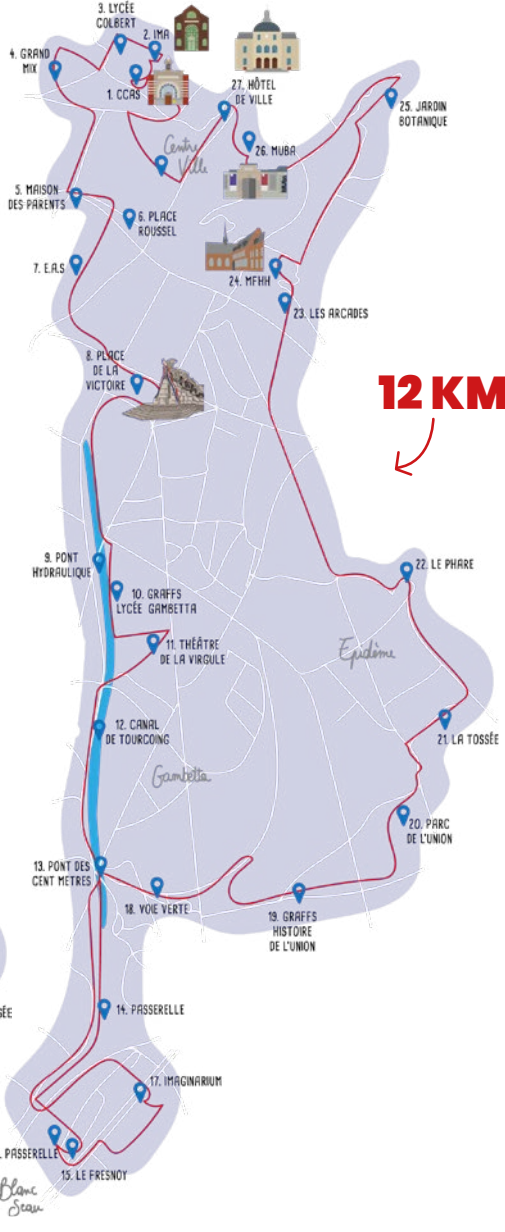 3. LYCÉE
COLBERT
2. IMA
4. GRAND
MIX
1. CCAS
27. HÔTEL
DE VILLE
25. JARDIN
BOTANIQUE
Centre
Ville
26. MUBA
5. MAISON
DES PARENTS
6. PLACE
ROUSSEL
7. E.A.S
24. MFHH
23. LES ARCADES
8. PLACE
DE LA
VICTOIRE
12 KM
9. PONT
HYDRAULIQUE
22. LE PHARE
10. GRAFFS
LYCÉE GAMBETTA
11. THÉÂTRE
DE LA VIRGULE
Epidème
12. CANAL
DE TOURCOING
21. LA TOSSÉE
Gambetta
20. PARC
DE L'UNION
13. PONT DES
CENT METRES
18. VOIE VERTE
19. GRAFFS
HISTOIRE
DE L'UNION
14. PASSERELLE
17. IMAGINARIUM
. PASSERELLE
15. LE FRESNOY
Blanc
Seau